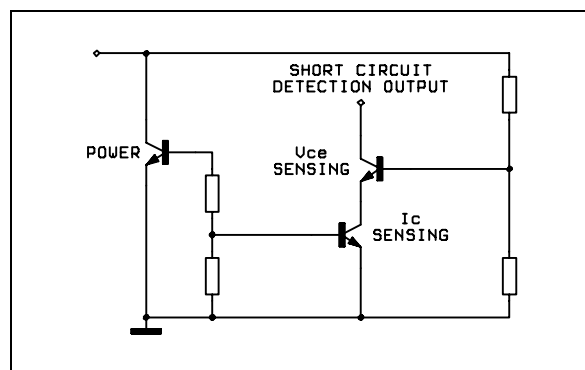 SHORT CIRCUIT
DETECTION OUTPUT
POWER
Vce
SENSING
Ic
SENSING